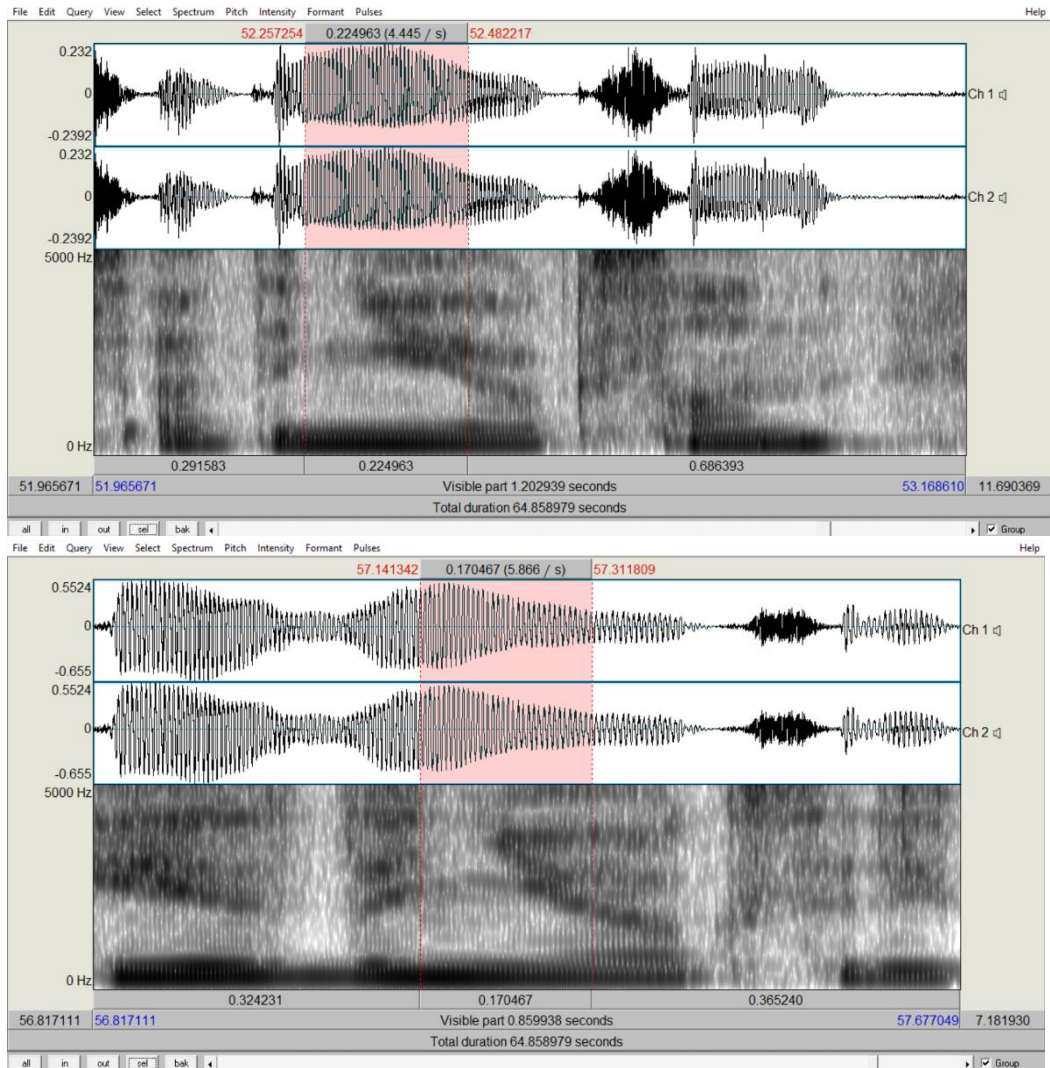 File Edit Query View Select Spectrum Pitch Intensity Formant Pulses Help
52.257254 0.224963 (4.445 / s) 52.482217
0.232
0
-0.2392
Ch 1
0.232
0
-0.2392
Ch 2
5000 Hz
0 Hz
0.291583 0.224963 0.686393
51.965671 51.965671 Visible part 1.202939 seconds 53.168610 11.690369
Total duration 64.858979 seconds
all in out sel bak Group
File Edit Query View Select Spectrum Pitch Intensity Formant Pulses Help
57.141342 0.170467 (5.866 / s) 57.311809
0.5524
0
-0.655
Ch 1
0.5524
0
-0.655
Ch 2
5000 Hz
0 Hz
0.324231 0.170467 0.365240
56.817111 56.817111 Visible part 0.859938 seconds 57.677049 7.181930
Total duration 64.858979 seconds
all in out sel bak Group